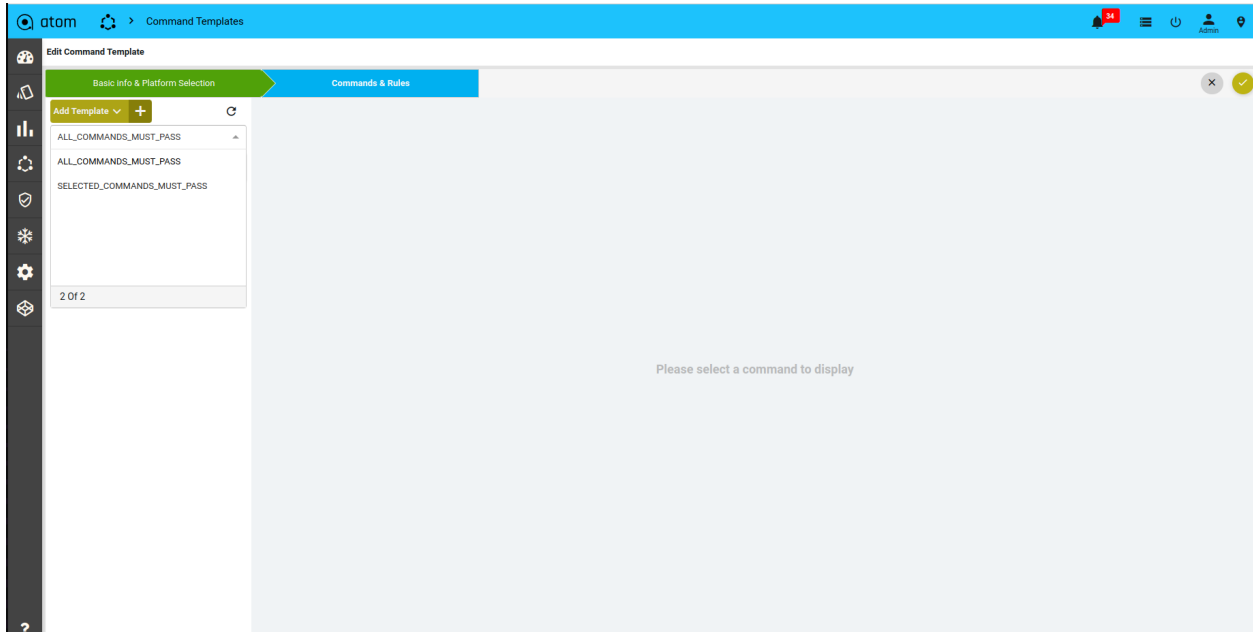 atom > Command Templates
34
Admin
Edit Command Template
Basic Info & Platform Selection
Commands & Rules
Add Template
ALL_COMMANDS_MUST_PASS
ALL_COMMANDS_MUST_PASS
SELECTED_COMMANDS_MUST_PASS
2 Of 2
Please select a command to display
?